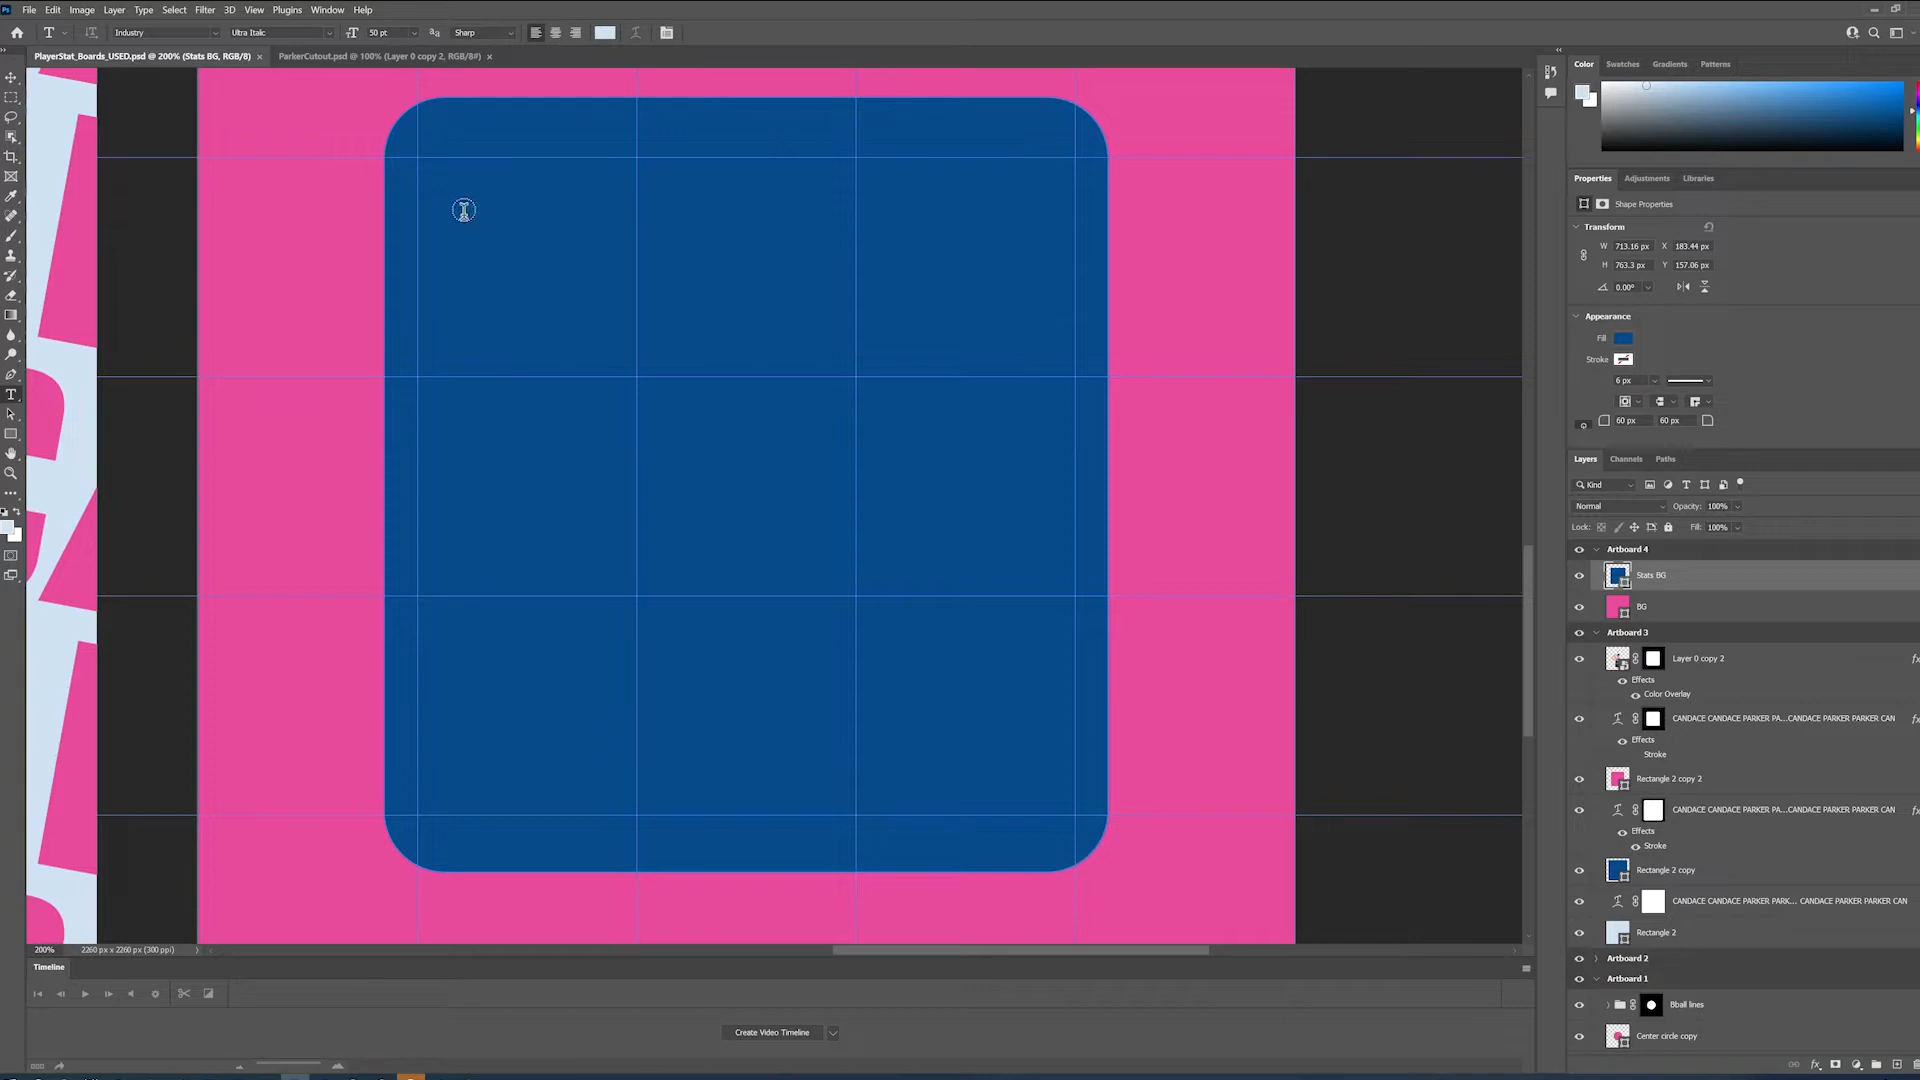 File Edit Image Layer Type Select Filter 3D View Plugins Window Help
Industry Ultra Italic 50 pt Sharp
PlayerStat_Boards_USED.psd @ 200% (Stats BG, RGB/8) × ParkerCutout.psd @ 100% (Layer 0 copy 2, RGB/8#) ×
Color Swatches Gradients Patterns
Properties Adjustments Libraries
Shape Properties
Transform
W 713.16 px X 183.44 px
H 763.3 px Y 157.06 px
0.00°
Appearance
Fill
Stroke
6 px
60 px 60 px
Layers Channels Paths
Kind
Normal Opacity: 100%
Lock: Fill: 100%
Artboard 4
Stats BG
BG
Artboard 3
Layer 0 copy 2
Effects
Color Overlay
CANDACE CANDACE PARKER PA...CANDACE PARKER PARKER CAN
Effects
Stroke
Rectangle 2 copy 2
CANDACE CANDACE PARKER PA...CANDACE PARKER PARKER CAN
Effects
Stroke
Rectangle 2 copy
CANDACE CANDACE PARKER PARK... CANDACE PARKER PARKER CAN
Rectangle 2
Artboard 2
Artboard 1
Bball lines
Center circle copy
200% 2260 px x 2260 px (300 ppi)
Timeline
Create Video Timeline